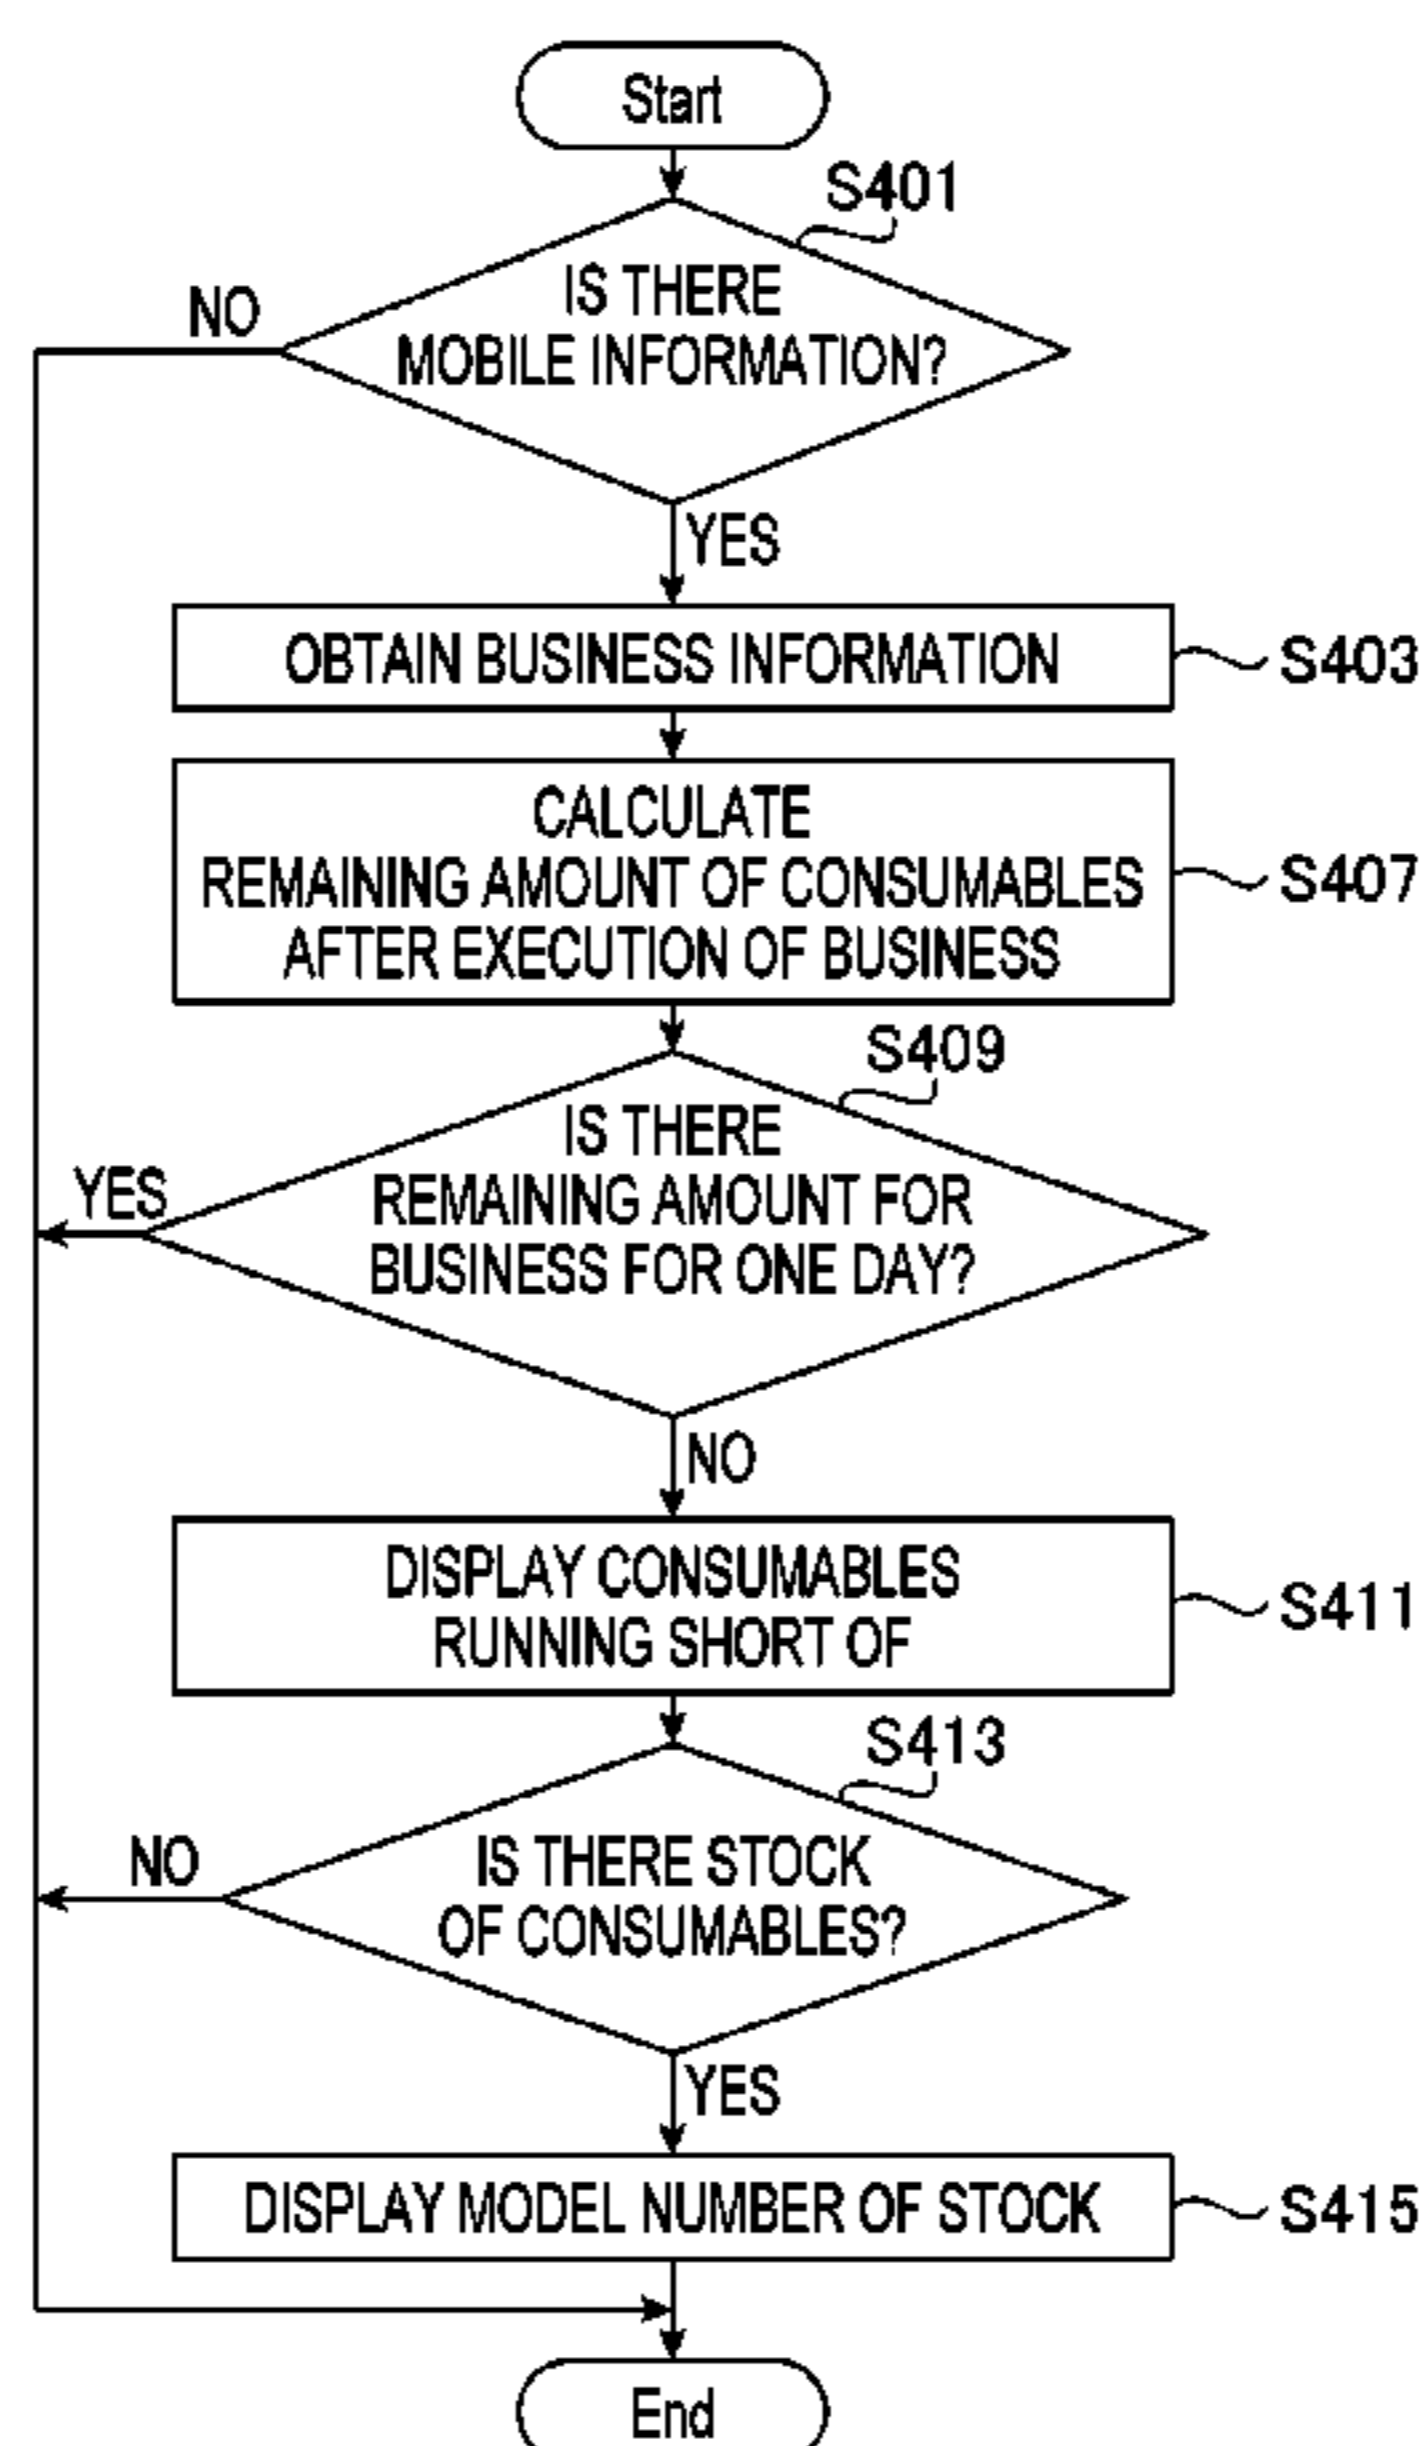 Start
S401
IS THERE
MOBILE INFORMATION?
NO
YES
OBTAIN BUSINESS INFORMATION
S403
CALCULATE
REMAINING AMOUNT OF CONSUMABLES
AFTER EXECUTION OF BUSINESS
S407
S409
IS THERE
REMAINING AMOUNT FOR
BUSINESS FOR ONE DAY?
YES
NO
DISPLAY CONSUMABLES
RUNNING SHORT OF
S411
S413
IS THERE STOCK
OF CONSUMABLES?
NO
YES
DISPLAY MODEL NUMBER OF STOCK
S415
End